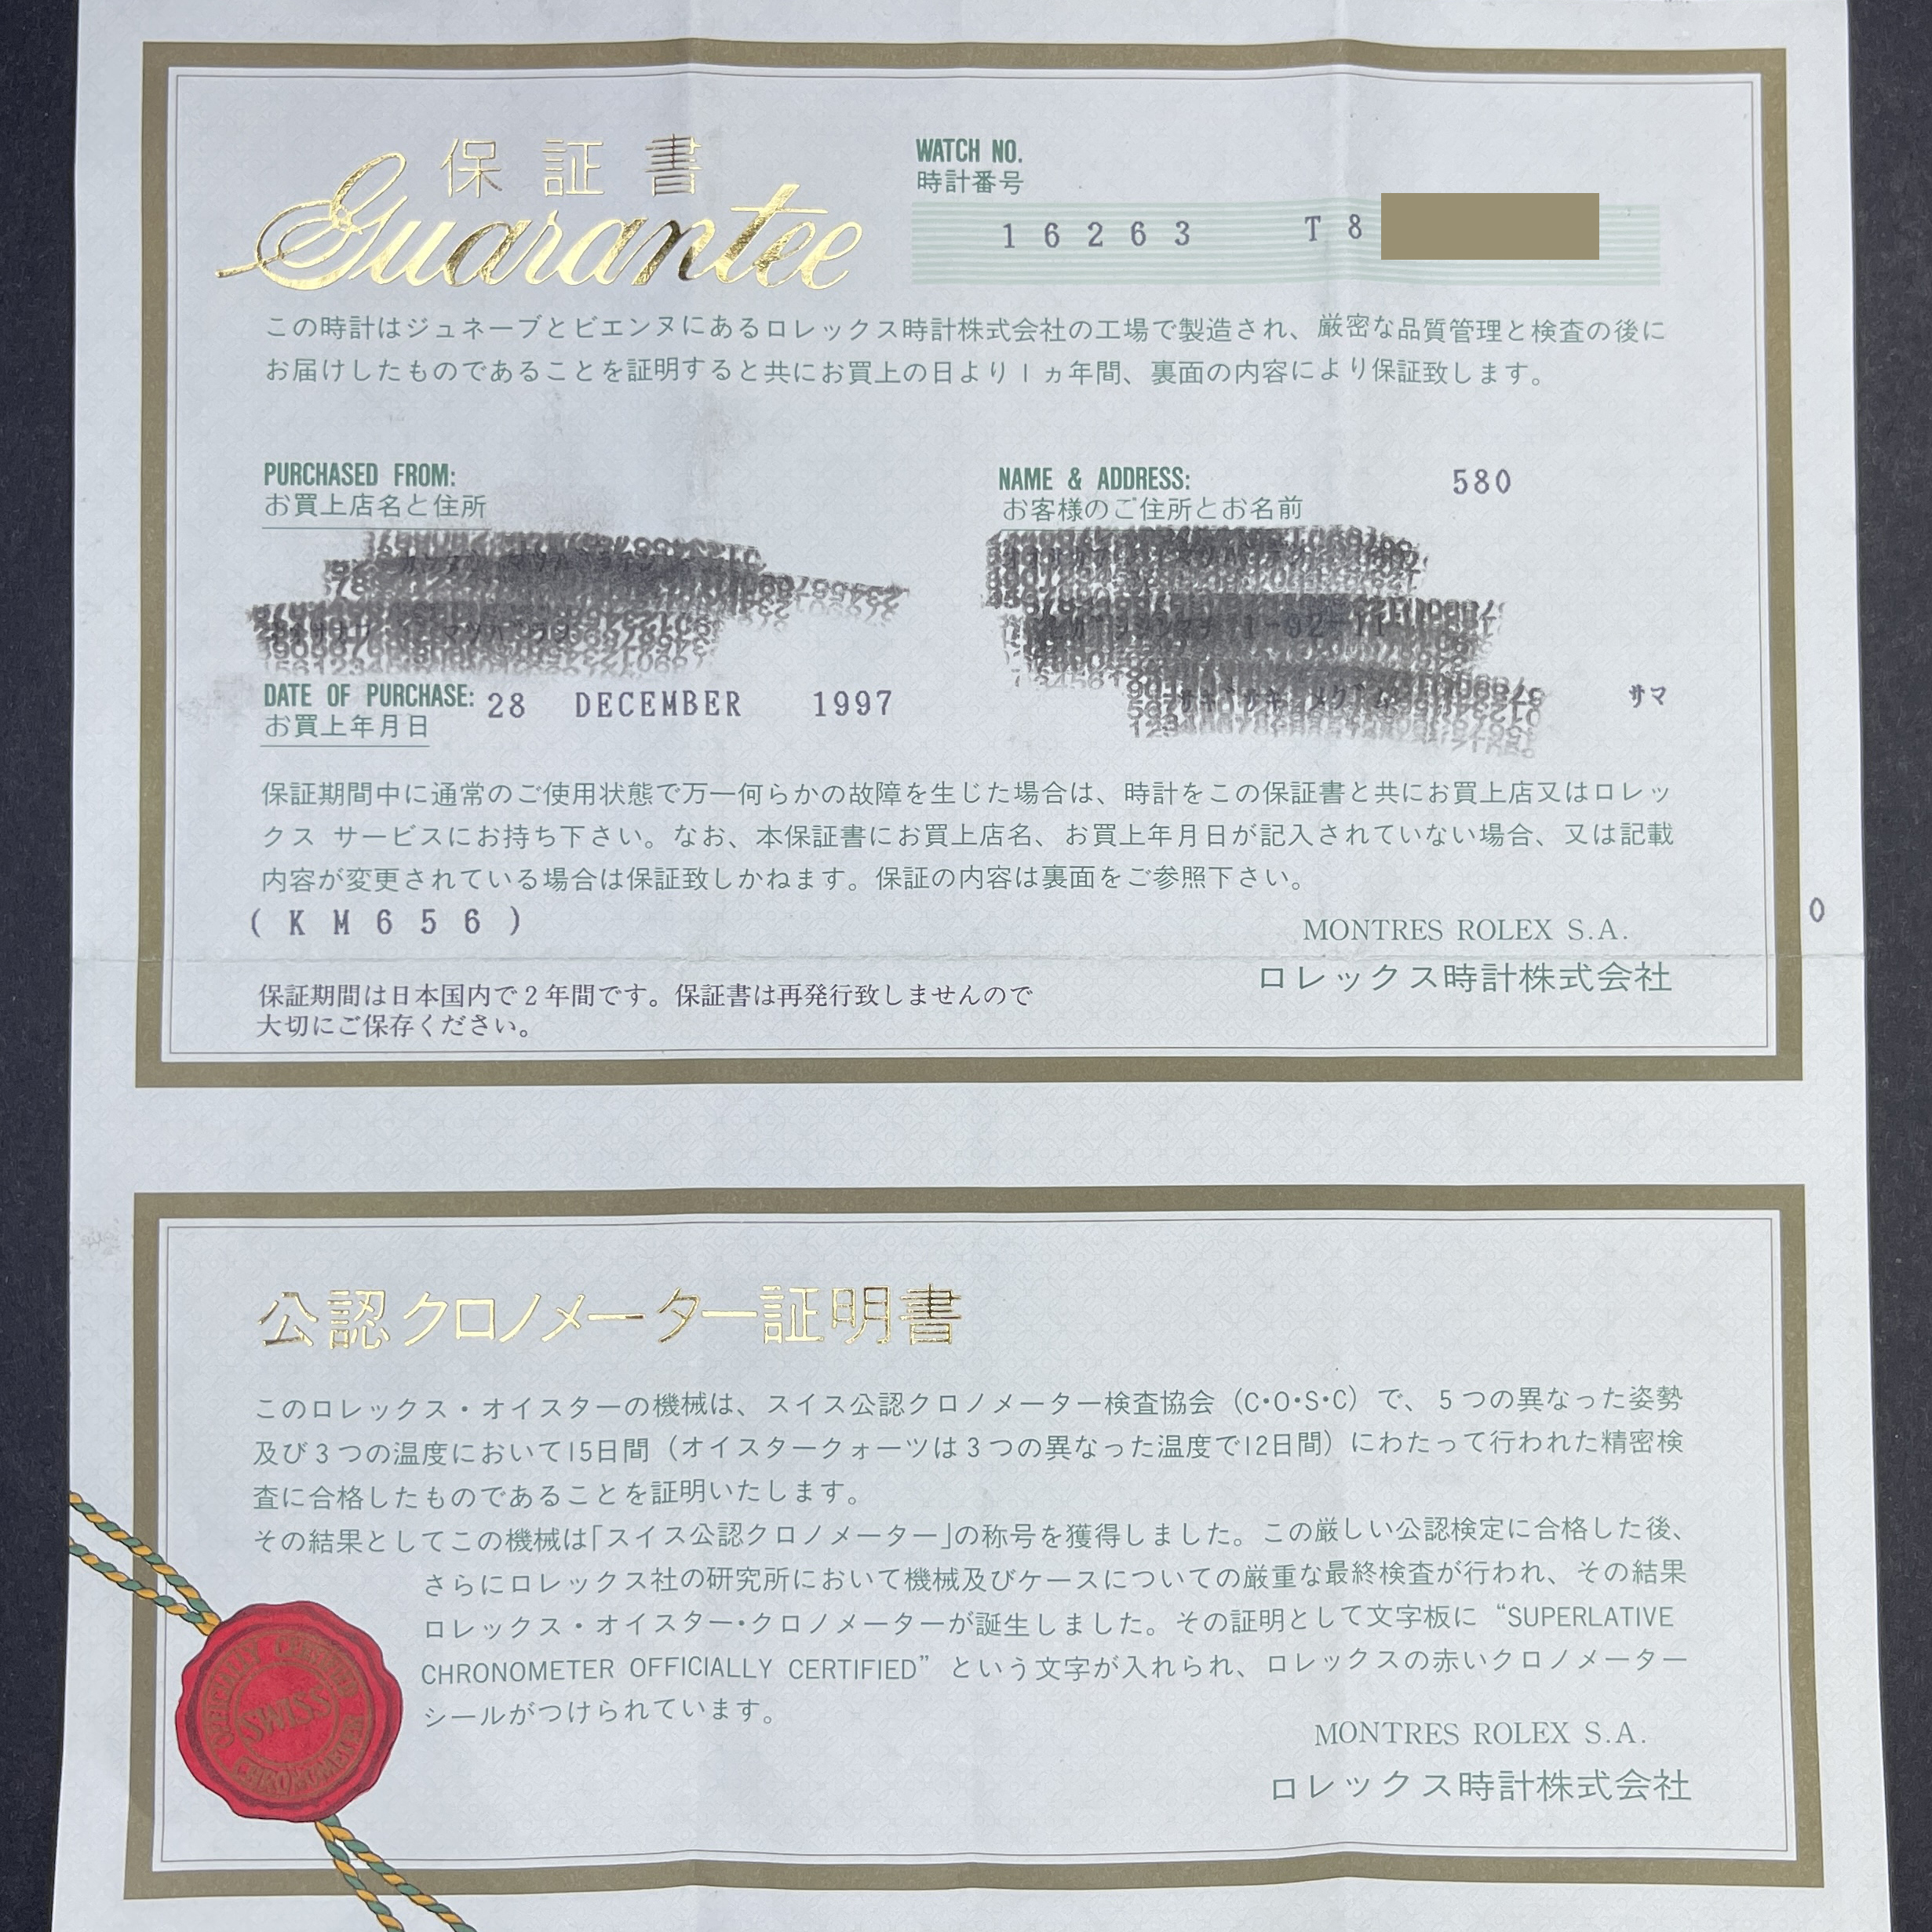 保証書
Guarantee
WATCH NO.
時計番号
16263 T8
この時計はジュネーブとビエンヌにあるロレックス時計株式会社の工場で製造され、厳密な品質管理と検査の後に
お届けしたものであることを証明すると共にお買上の日より1ヵ年間、裏面の内容により保証致します。
PURCHASED FROM:
お買上店名と住所
NAME & ADDRESS: 580
お客様のご住所とお名前
DATE OF PURCHASE: 28 DECEMBER 1997
お買上年月日
サマ
保証期間中に通常のご使用状態で万一何らかの故障を生じた場合は、時計をこの保証書と共にお買上店又はロレッ
クス サービスにお持ち下さい。なお、本保証書にお買上店名、お買上年月日が記入されていない場合、又は記載
内容が変更されている場合は保証致しかねます。保証の内容は裏面をご参照下さい。
(KM656)
0
MONTRES ROLEX S.A.
ロレックス時計株式会社
保証期間は日本国内で2年間です。保証書は再発行致しませんので
大切にご保存ください。
公認クロノメーター証明書
このロレックス・オイスターの機械は、スイス公認クロノメーター検査協会（C・O・S・C）で、5つの異なった姿勢
及び3つの温度において15日間（オイスタークォーツは3つの異なった温度で12日間）にわたって行われた精密検
査に合格したものであることを証明いたします。
その結果としてこの機械は「スイス公認クロノメーター」の称号を獲得しました。この厳しい公認検定に合格した後、
さらにロレックス社の研究所において機械及びケースについての厳重な最終検査が行われ、その結果
ロレックス・オイスター・クロノメーターが誕生しました。その証明として文字板に“SUPERLATIVE
CHRONOMETER OFFICIALLY CERTIFIED”という文字が入れられ、ロレックスの赤いクロノメーター
シールがつけられています。
OFFICIALLY CERTIFIED
SWISS
CHRONOMETER
MONTRES ROLEX S.A.
ロレックス時計株式会社